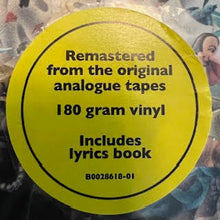 Remastered
from the original
analogue tapes
180 gram vinyl
Includes
lyrics book
B0028618-01